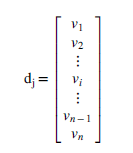 v₁
v₂
⋮
dⱼ = vᵢ
⋮
vₙ₋₁
vₙ